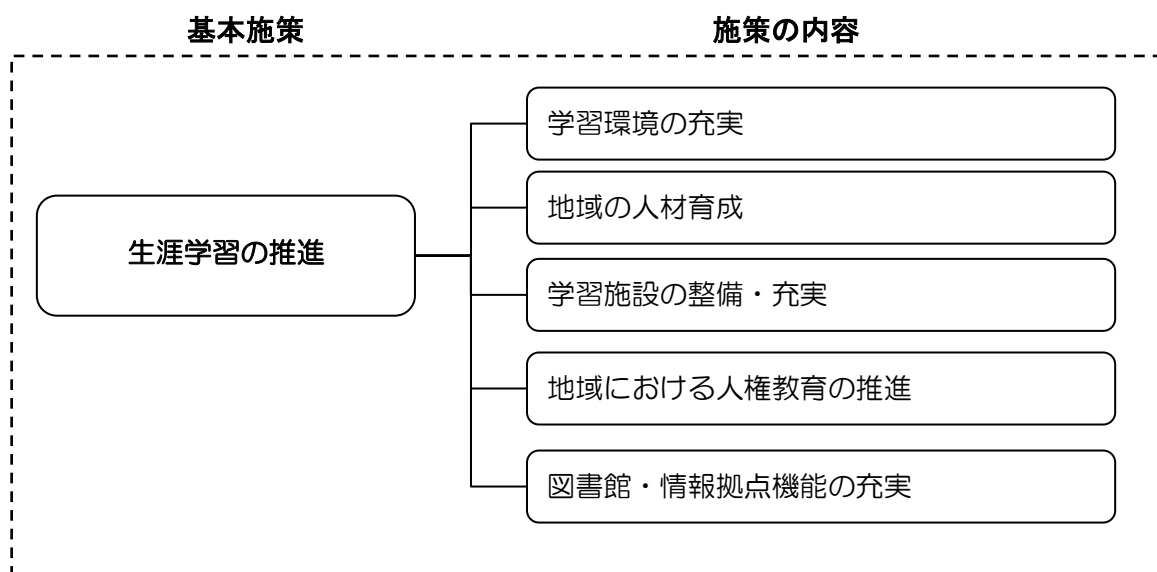 基本施策
施策の内容
生涯学習の推進
学習環境の充実
地域の人材育成
学習施設の整備・充実
地域における人権教育の推進
図書館・情報拠点機能の充実